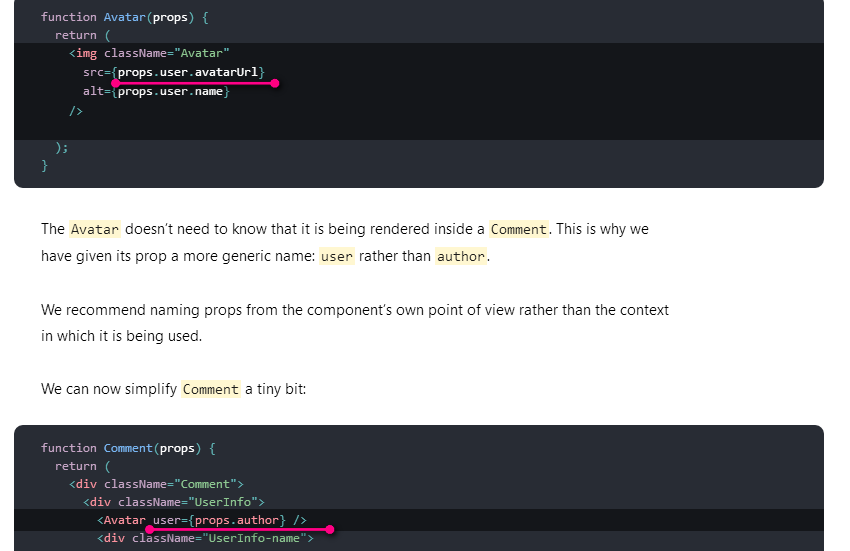 function Avatar(props) {
  return (
    <img className="Avatar"
      src={props.user.avatarUrl}
      alt={props.user.name}
    />
  );
}
The Avatar doesn't need to know that it is being rendered inside a Comment. This is why we
have given its prop a more generic name: user rather than author.
We recommend naming props from the component's own point of view rather than the context
in which it is being used.
We can now simplify Comment a tiny bit:
function Comment(props) {
  return (
    <div className="Comment">
      <div className="UserInfo">
        <Avatar user={props.author} />
        <div className="UserInfo-name">